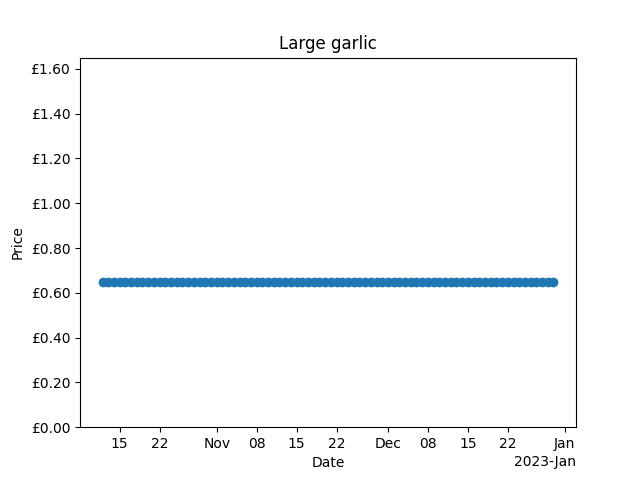 Large garlic
£1.60
£1.40
£1.20
£1.00
£0.80
£0.60
£0.40
£0.20
£0.00
Price
15 22 Nov 08 15 22 Dec 08 15 22 Jan
Date
2023-Jan